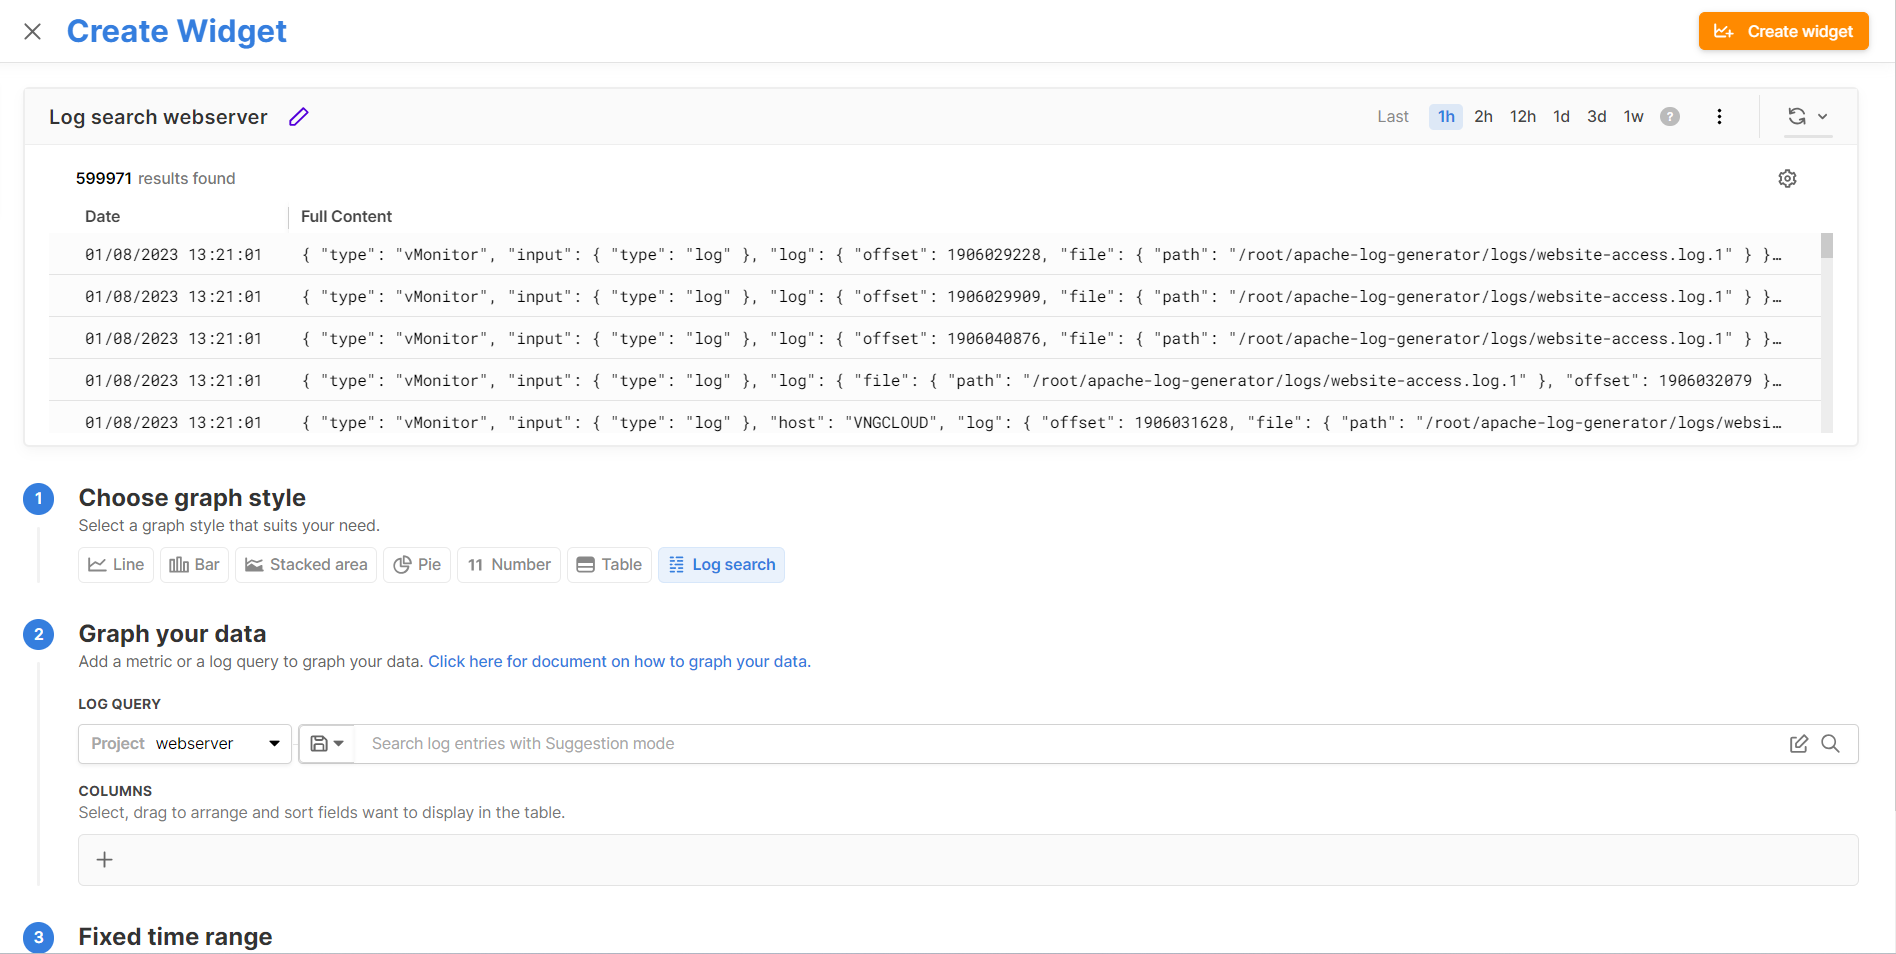 Create Widget
Create widget
Log search webserver
Last 1h 2h 12h 1d 3d 1w ?
599971 results found
Date Full Content
01/08/2023 13:21:01 { "type": "vMonitor", "input": { "type": "log" }, "log": { "offset": 1906029228, "file": { "path": "/root/apache-log-generator/logs/website-access.log.1" } }…
01/08/2023 13:21:01 { "type": "vMonitor", "input": { "type": "log" }, "log": { "offset": 1906029909, "file": { "path": "/root/apache-log-generator/logs/website-access.log.1" } }…
01/08/2023 13:21:01 { "type": "vMonitor", "input": { "type": "log" }, "log": { "offset": 1906040876, "file": { "path": "/root/apache-log-generator/logs/website-access.log.1" } }…
01/08/2023 13:21:01 { "type": "vMonitor", "input": { "type": "log" }, "log": { "file": { "path": "/root/apache-log-generator/logs/website-access.log.1" }, "offset": 1906032079 }…
01/08/2023 13:21:01 { "type": "vMonitor", "input": { "type": "log" }, "host": "VNGCLOUD", "log": { "offset": 1906031628, "file": { "path": "/root/apache-log-generator/logs/websi…
1 Choose graph style
Select a graph style that suits your need.
Line Bar Stacked area Pie 11 Number Table Log search
2 Graph your data
Add a metric or a log query to graph your data. Click here for document on how to graph your data.
LOG QUERY
Project webserver Search log entries with Suggestion mode
COLUMNS
Select, drag to arrange and sort fields want to display in the table.
3 Fixed time range